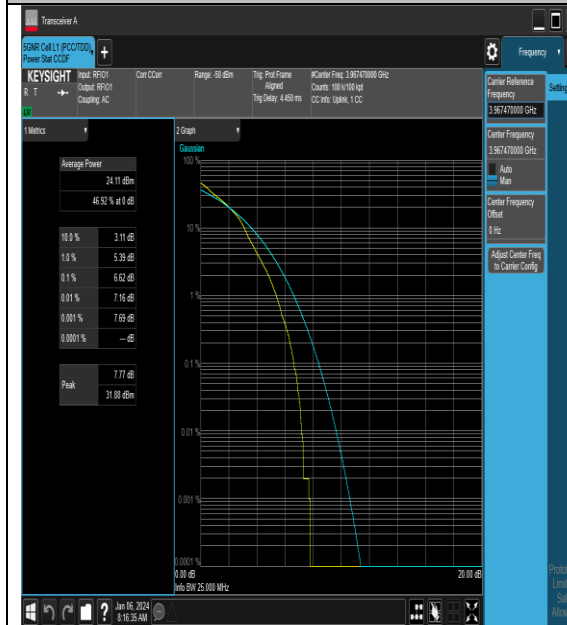 Transceiver A
5GNR Cell L1 (PCC/TDD),
Power Stat CCDF
+
Frequency
KEYSIGHT
R T
Input: RFIO1
Output: RFIO1
Coupling: AC
Corr CCorr
Range: -50 dBm
Trig: Prot Frame
Aligned
Trig Delay: 4.450 ms
#Center Freq: 3.967470000 GHz
Counts: 100 k/100 kpt
CC Info: Uplink, 1 CC
Carrier Reference
Frequency
3.967470000 GHz
Setting
Center Frequency
3.967470000 GHz
Auto
Man
Center Frequency
Offset
0 Hz
Adjust Center Freq
to Carrier Config
1 Metrics
Average Power
24.11 dBm
46.92 % at 0 dB
10.0 % 3.11 dB
1.0 % 5.39 dB
0.1 % 6.62 dB
0.01 % 7.16 dB
0.001 % 7.69 dB
0.0001 % --- dB
Peak
7.77 dB
31.88 dBm
2 Graph
Gaussian
100 %
10 %
1 %
0.1 %
0.01 %
0.001 %
0.0001 %
0.00 dB
20.00 dB
Info BW 25.000 MHz
Jan 06, 2024
8:16:35 AM
?